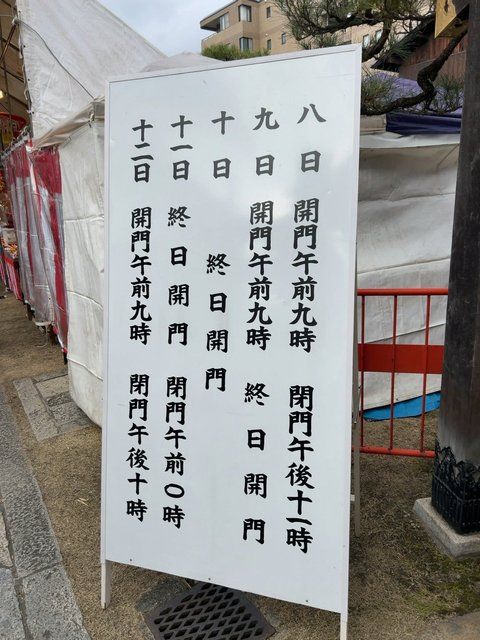 八日 開門午前九時 閉門午後十一時
九日 開門午前九時 終日開門
十日 終日開門
十一日 終日開門 閉門午前〇時
十二日 開門午前九時 閉門午後十時